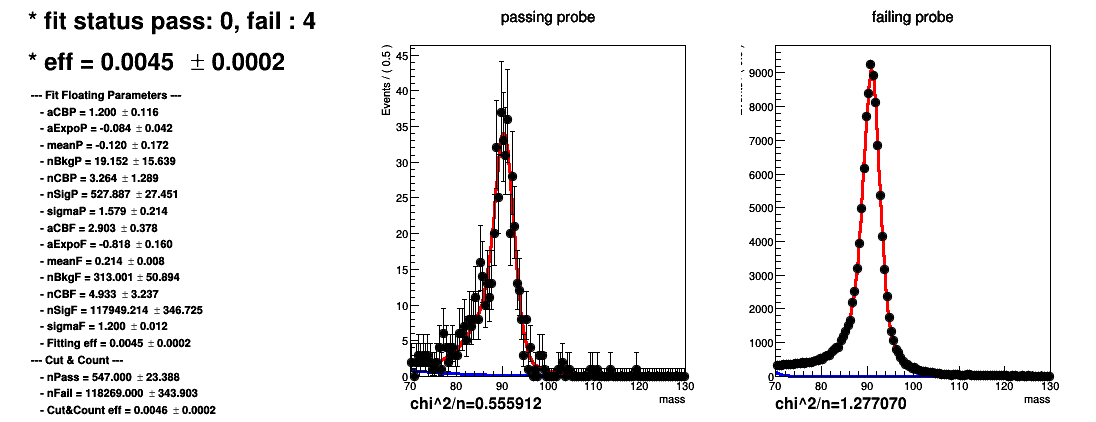 * fit status pass: 0, fail : 4
* eff = 0.0045 ± 0.0002
--- Fit Floating Parameters ---
- aCBP = 1.200 ± 0.116
- aExpoP = -0.084 ± 0.042
- meanP = -0.120 ± 0.172
- nBkgP = 19.152 ± 15.639
- nCBP = 3.264 ± 1.289
- nSigP = 527.887 ± 27.451
- sigmaP = 1.579 ± 0.214
- aCBF = 2.903 ± 0.378
- aExpoF = -0.818 ± 0.160
- meanF = 0.214 ± 0.008
- nBkgF = 313.001 ± 50.894
- nCBF = 4.933 ± 3.237
- nSigF = 117949.214 ± 346.725
- sigmaF = 1.200 ± 0.012
- Fitting eff = 0.0045 ± 0.0002
--- Cut & Count ---
- nPass = 547.000 ± 23.388
- nFail = 118269.000 ± 343.903
- Cut&Count eff = 0.0046 ± 0.0002
passing probe
Events / ( 0.5 )
45
40
35
30
25
20
15
10
5
0
70 80 90 100 110 120 130
mass
chi^2/n=0.555912
failing probe
9000
8000
7000
6000
5000
4000
3000
2000
1000
0
70 80 90 100 110 120 130
mass
chi^2/n=1.277070